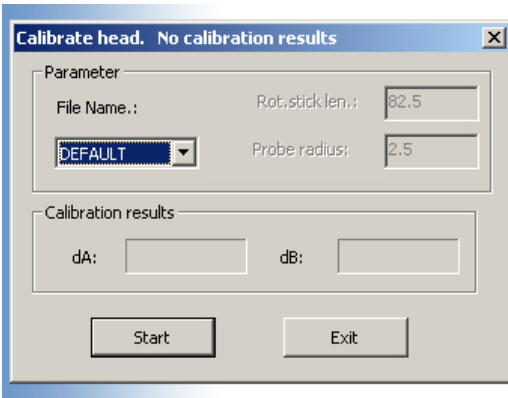 Calibrate head. No calibration results
Parameter
File Name.:
Rot.stick len.:
82.5
DEFAULT
Probe radius:
2.5
Calibration results
dA:
dB:
Start
Exit